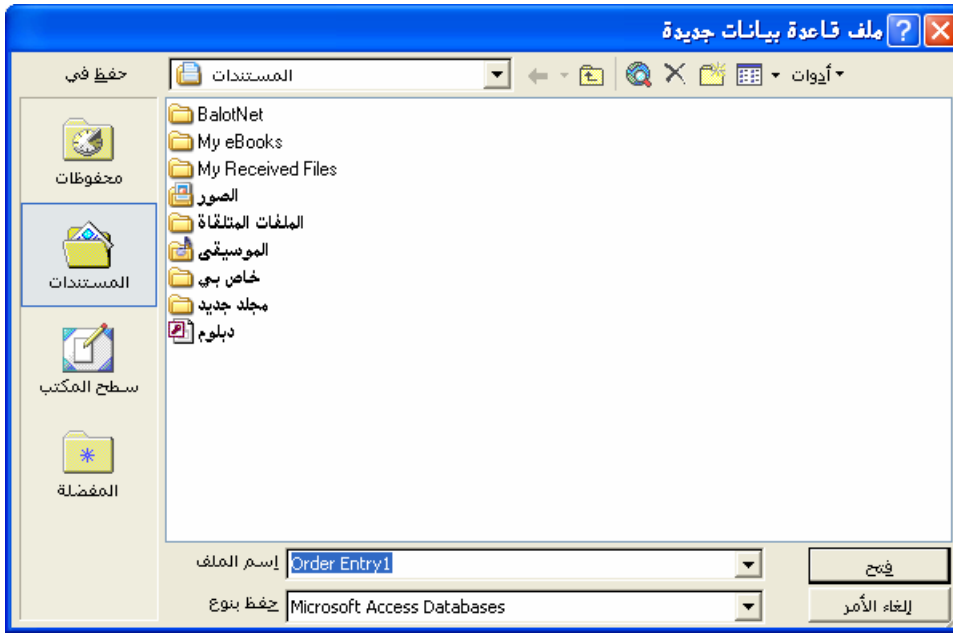 ملف قاعدة بيانات جديدة
حفظ في
المستندات
أدوات
محفوظات
المستندات
سطح المكتب
المفضلة
BalotNet
My eBooks
My Received Files
الصور
الملفات المتلقاة
الموسيقى
خاص بي
مجلد جديد
دبلوم
إسم الملف
Order Entry1
حفظ بنوع
Microsoft Access Databases
فتح
إلغاء الأمر